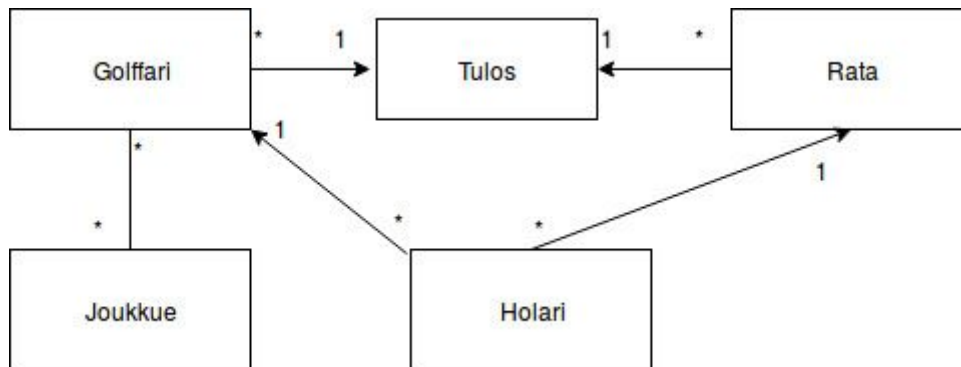 * 1 1 *
Golffari Tulos Rata
* 1 1
* * *
Joukkue Holari